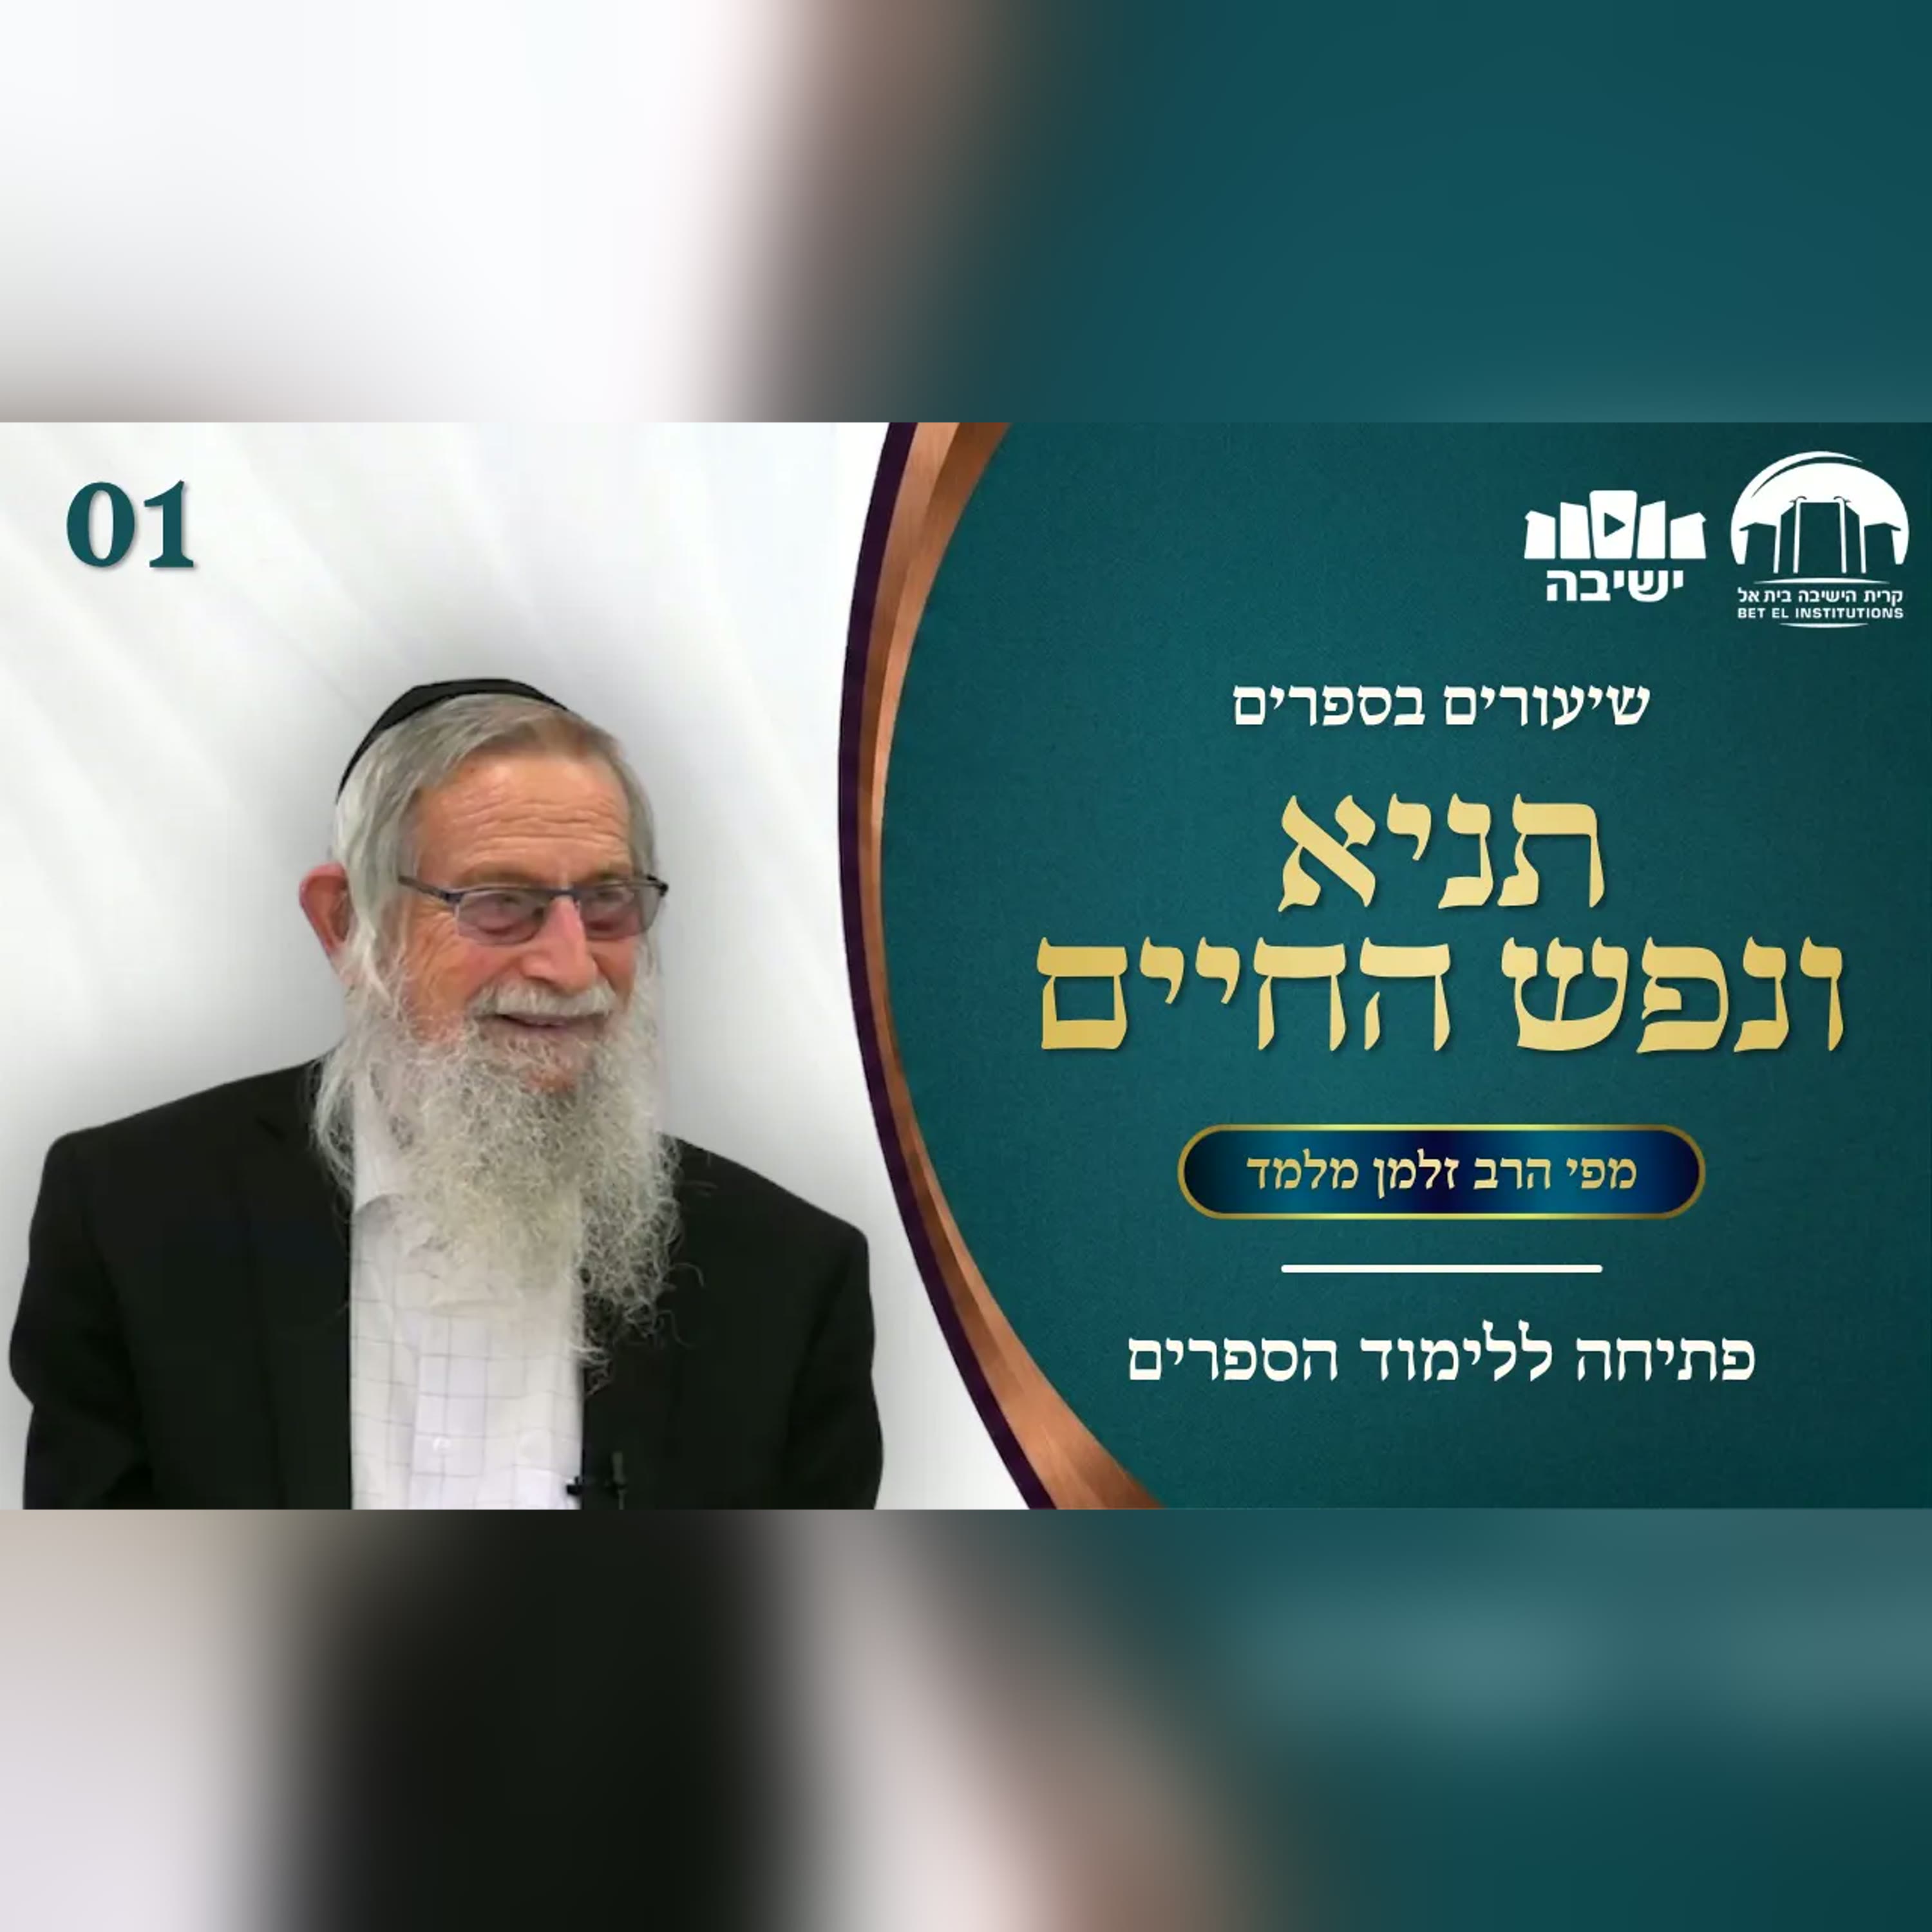 01
ישיבה
קרית הישיבה בית אל
BET EL INSTITUTIONS
שיעורים בספרים
תניא
ונפש החיים
מפי הרב זלמן מלמד
פתיחה ללימוד הספרים